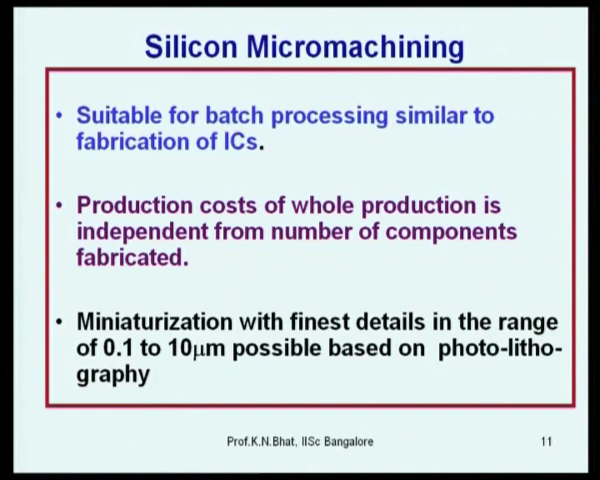 Silicon Micromachining
• Suitable for batch processing similar to
fabrication of ICs.
• Production costs of whole production is
independent from number of components
fabricated.
• Miniaturization with finest details in the range
of 0.1 to 10μm possible based on photo-litho-
graphy
Prof.K.N.Bhat, IISc Bangalore
11